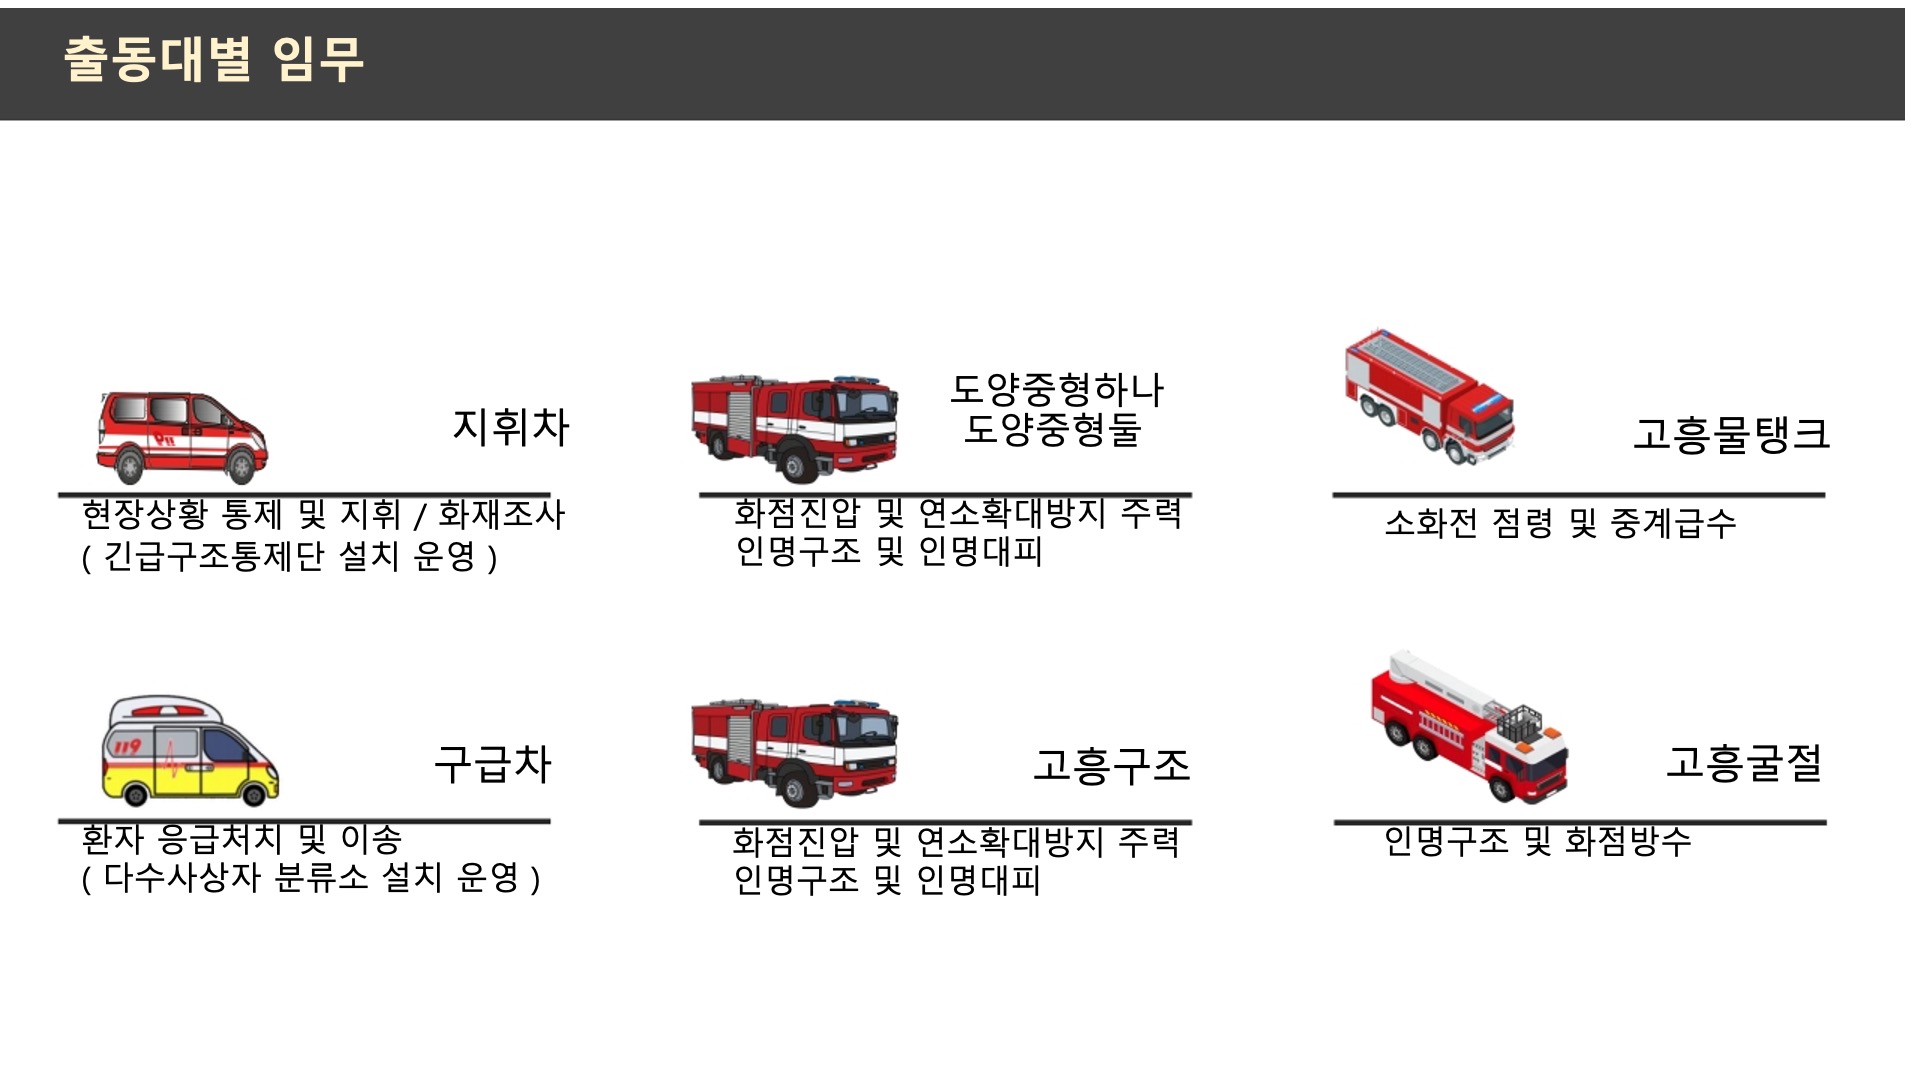 출동대별 임무
지휘차
현장상황 통제 및 지휘 / 화재조사
( 긴급구조통제단 설치 운영 )
도양중형하나
도양중형둘
화점진압 및 연소확대방지 주력
인명구조 및 인명대피
고흥물탱크
소화전 점령 및 중계급수
119
구급차
환자 응급처치 및 이송
( 다수사상자 분류소 설치 운영 )
고흥구조
화점진압 및 연소확대방지 주력
인명구조 및 인명대피
고흥굴절
인명구조 및 화점방수